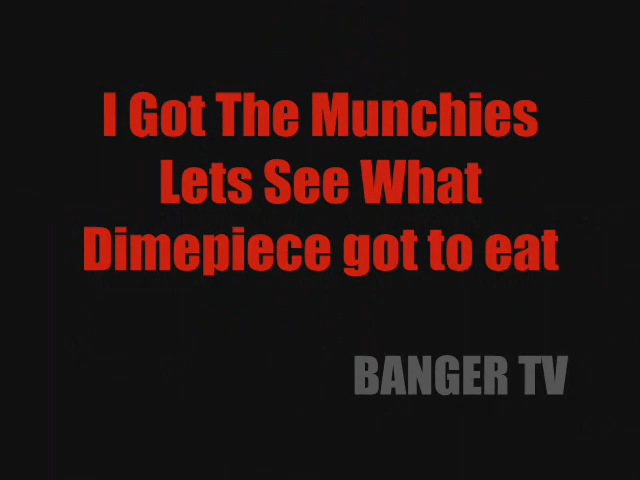 I Got The Munchies
Lets See What
Dimepiece got to eat
BANGER TV